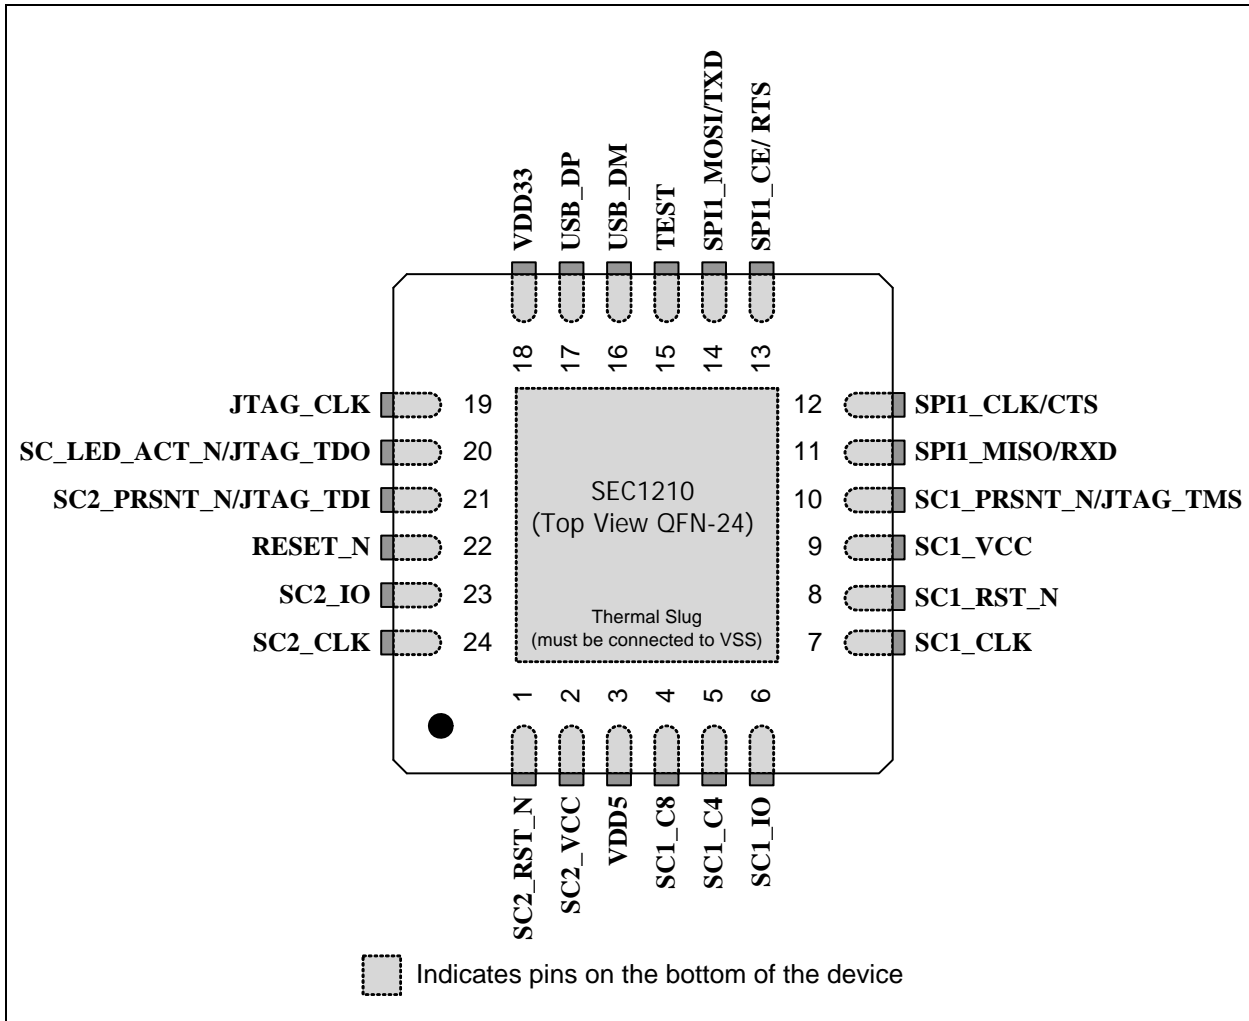 VDD33
USB_DP
USB_DM
TEST
SPI1_MOSI/TXD
SPI1_CE/ RTS
18
17
16
15
14
13
JTAG_CLK
19
SC_LED_ACT_N/JTAG_TDO
20
SC2_PRSNT_N/JTAG_TDI
21
RESET_N
22
SC2_IO
23
SC2_CLK
24
SEC1210
(Top View QFN-24)
Thermal Slug
(must be connected to VSS)
12
SPI1_CLK/CTS
11
SPI1_MISO/RXD
10
SC1_PRSNT_N/JTAG_TMS
9
SC1_VCC
8
SC1_RST_N
7
SC1_CLK
1
2
3
4
5
6
SC2_RST_N
SC2_VCC
VDD5
SC1_C8
SC1_C4
SC1_IO
Indicates pins on the bottom of the device